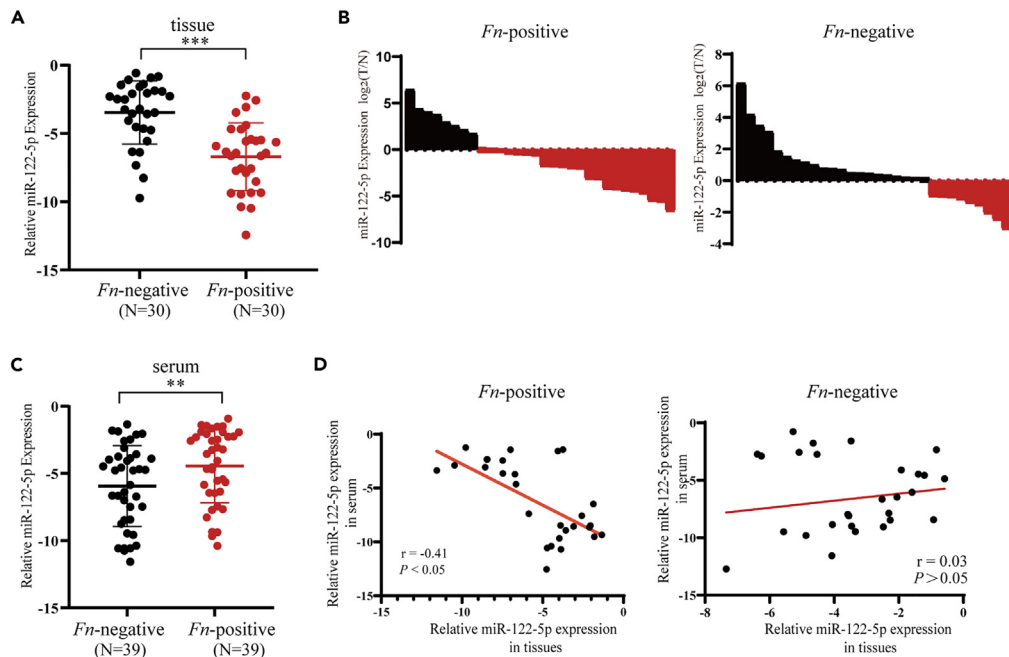 A
tissue
***
Relative miR-122-5p Expression
0
-5
-10
-15
Fn-negative
(N=30)
Fn-positive
(N=30)
B
Fn-positive
miR-122-5p Expression log2(T/N)
10
5
0
-5
-10
Fn-negative
miR-122-5p Expression log2(T/N)
8
6
4
2
0
-2
-4
C
serum
**
Relative miR-122-5p Expression
0
-5
-10
-15
Fn-negative
(N=39)
Fn-positive
(N=39)
D
Fn-positive
Relative miR-122-5p expression
in serum
0
-5
-10
-15
r = -0.41
P < 0.05
-10
-5
0
Relative miR-122-5p expression
in tissues
Fn-negative
Relative miR-122-5p expression
in serum
0
-5
-10
-15
r = 0.03
P > 0.05
-8
-6
-4
-2
0
Relative miR-122-5p expression
in tissues